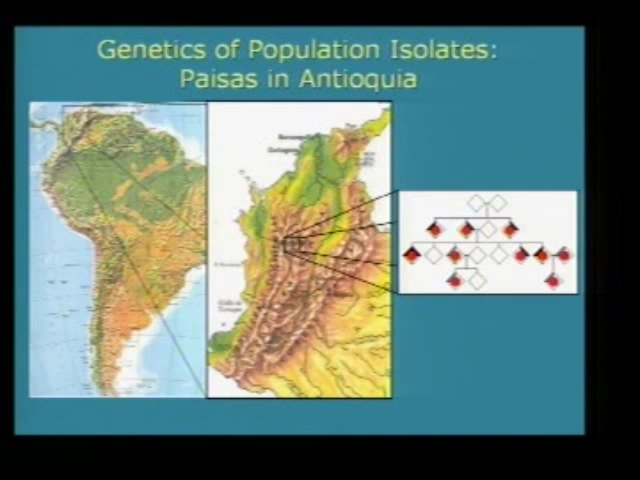 Genetics of Population Isolates:
Paisas in Antioquia